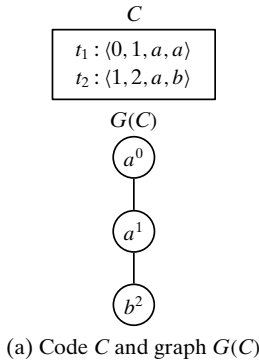 C
t₁ : ⟨0, 1, a, a⟩
t₂ : ⟨1, 2, a, b⟩
G(C)
a⁰
a¹
b²
(a) Code C and graph G(C)